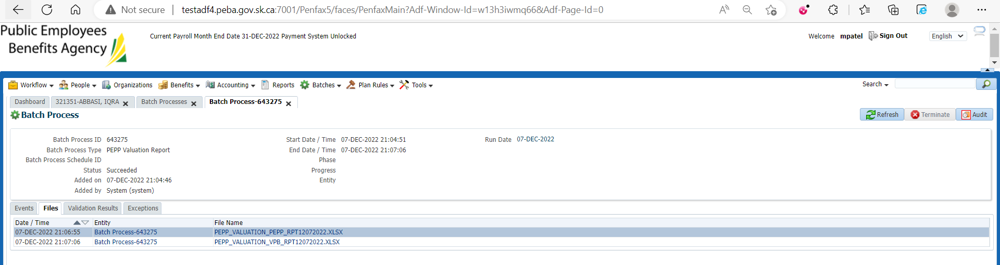 Not secure testadf4.peba.gov.sk.ca:7001/Penfax5/faces/PenfaxMain?Adf-Window-Id=w13h3iwmq66&Adf-Page-Id=0
Public Employees
Benefits Agency
Current Payroll Month End Date 31-DEC-2022 Payment System Unlocked
Welcome mpatel Sign Out English
Workflow People Organizations Benefits Accounting Reports Batches Plan Rules Tools Search
Dashboard 321351-ABBASI, IQRA Batch Processes Batch Process-643275
Batch Process Refresh Terminate Audit
Batch Process ID 643275 Start Date / Time 07-DEC-2022 21:04:51 Run Date 07-DEC-2022
Batch Process Type PEPP Valuation Report End Date / Time 07-DEC-2022 21:07:06
Batch Process Schedule ID Phase
Status Succeeded Progress
Added on 07-DEC-2022 21:04:46 Entity
Added by System (system)
Events Files Validation Results Exceptions
Date / Time Entity File Name
07-DEC-2022 21:06:55 Batch Process-643275 PEPP_VALUATION_PEPP_RPT12072022.XLSX
07-DEC-2022 21:07:06 Batch Process-643275 PEPP_VALUATION_VPB_RPT12072022.XLSX